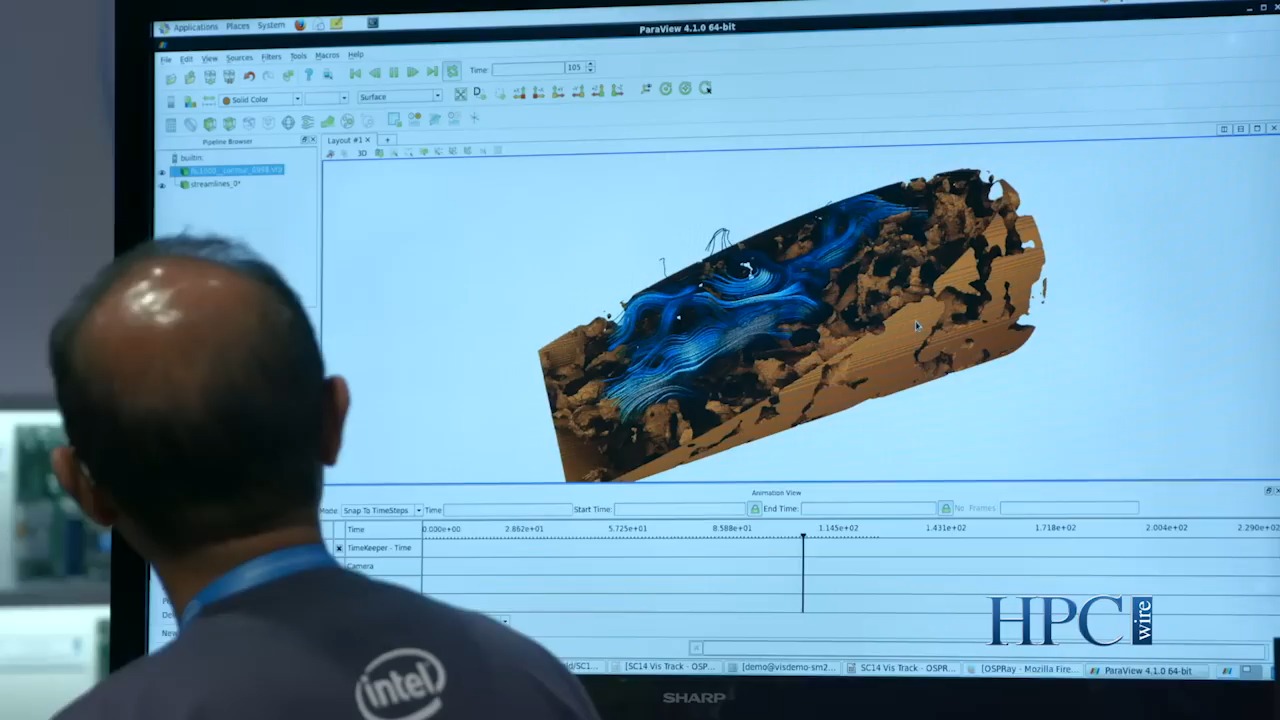 Applications Places System
ParaView 4.1.0 64-bit
File Edit View Sources Filters Tools Macros Help
Time: 105
Solid Color Surface
Pipeline Browser
Layout #1
builtin:
3D
streamlines_0*
Animation View
Mode: Snap To TimeSteps Time Start Time: End Time: No. Frames:
Time 0.000e+00 2.862e+01 5.725e+01 8.588e+01 1.145e+02 1.431e+02 1.718e+02 2.004e+02 2.290e+02
TimeKeeper - Time
Camera
HPC wire
[SC14 Vis Track - OSP... [demo@visdemo-sm2... SC14 Vis Track - OSPR... [OSPRay - Mozilla Fire... ParaView 4.1.0 64-bit
SHARP
intel